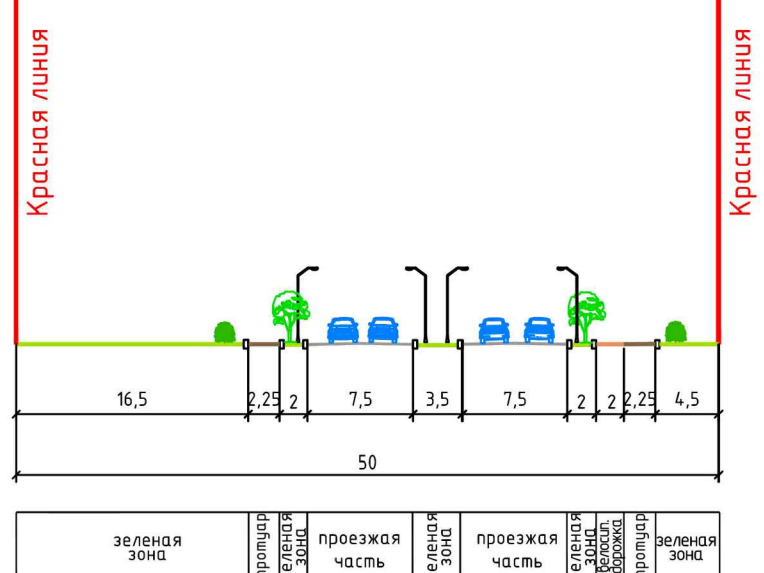 Красная линия
Красная линия
16,5
2,25
2
7,5
3,5
7,5
2
2
2,25
4,5
50
зеленая
зона
тротуар
зеленая
зона
проезжая
часть
зеленая
зона
проезжая
часть
зеленая
зона
Велосип.
дорожка
тротуар
зеленая
зона